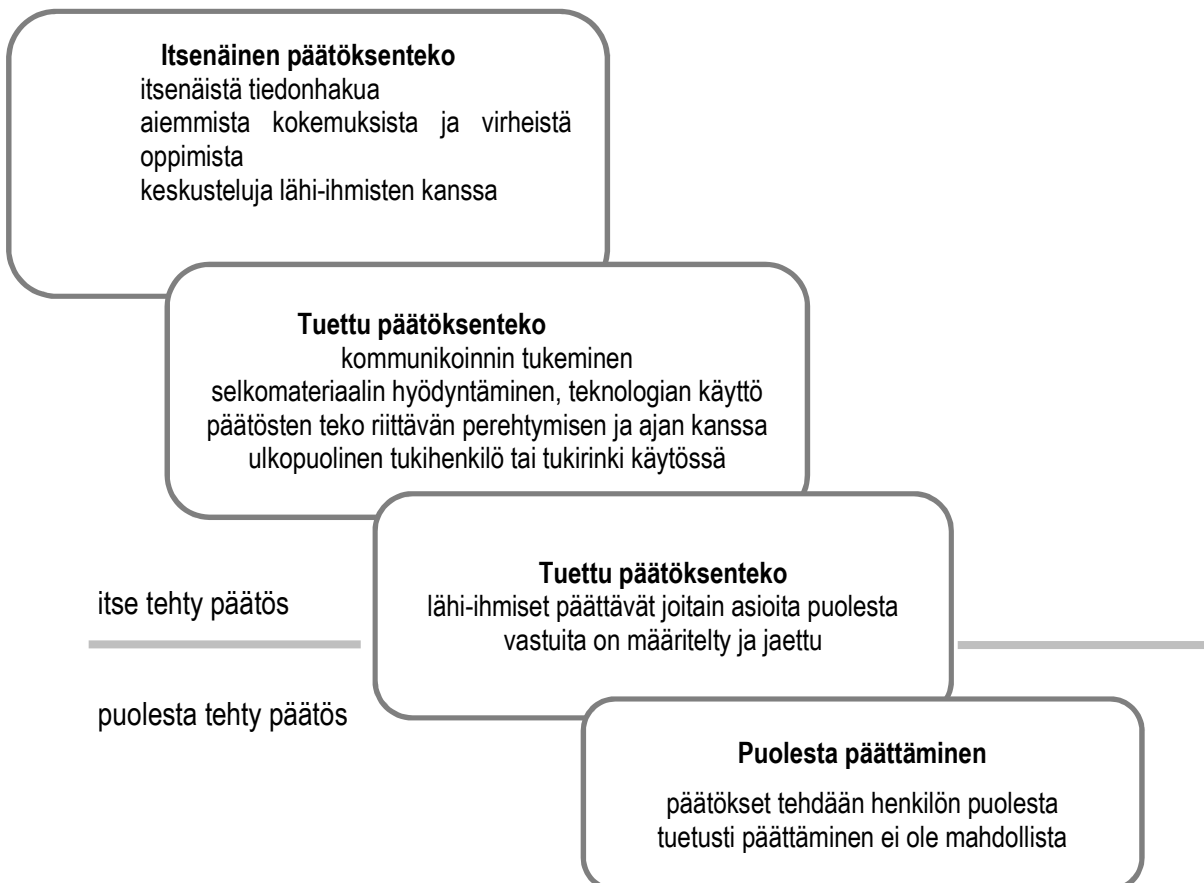 Itsenäinen päätöksenteko
itsenäistä tiedonhakua
aiemmista kokemuksista ja virheistä
oppimista
keskusteluja lähi-ihmisten kanssa
Tuettu päätöksenteko
kommunikoinnin tukeminen
selkomateriaalin hyödyntäminen, teknologian käyttö
päätösten teko riittävän perehtymisen ja ajan kanssa
ulkopuolinen tukihenkilö tai tukirinki käytössä
Tuettu päätöksenteko
lähi-ihmiset päättävät joitain asioita puolesta
vastuita on määritelty ja jaettu
itse tehty päätös
puolesta tehty päätös
Puolesta päättäminen
päätökset tehdään henkilön puolesta
tuetusti päättäminen ei ole mahdollista